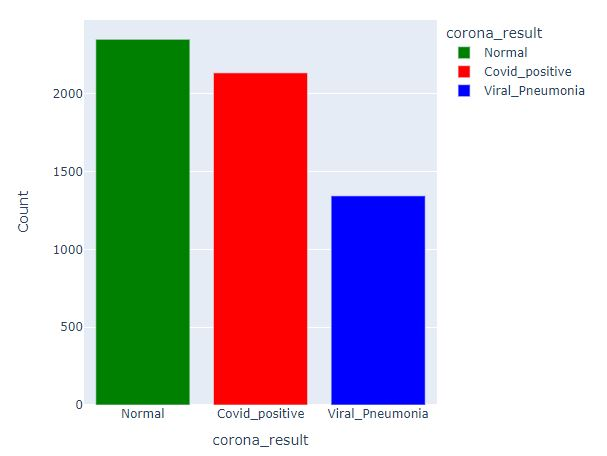 corona_result
Normal
Covid_positive
Viral_Pneumonia
2000
1500
1000
500
0
Count
Normal Covid_positive Viral_Pneumonia
corona_result